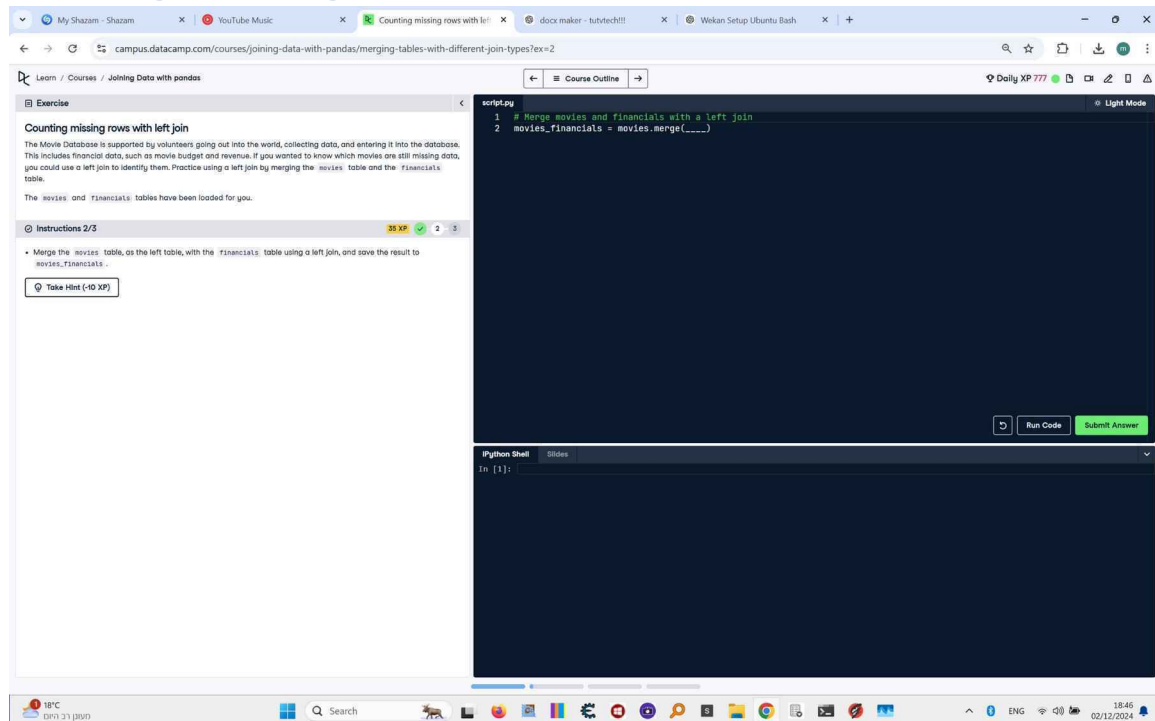 My Shazam - Shazam
YouTube Music
Counting missing rows with lef
docx maker - tutvtech!!!
Wekan Setup Ubuntu Bash
campus.datacamp.com/courses/joining-data-with-pandas/merging-tables-with-different-join-types?ex=2
m
Learn / Courses / Joining Data with pandas
Course Outline
Daily XP 777
Exercise
script.py
Light Mode
Counting missing rows with left join
The Movie Database is supported by volunteers going out into the world, collecting data, and entering it into the database.
This includes financial data, such as movie budget and revenue. If you wanted to know which movies are still missing data,
you could use a left join to identify them. Practice using a left join by merging the movies table and the financials
table.
The movies and financials tables have been loaded for you.
1 # Merge movies and financials with a left join
2 movies_financials = movies.merge(____)
Instructions 2/3
35 XP
2
3
• Merge the movies table, as the left table, with the financials table using a left join, and save the result to
movies_financials .
Take Hint (-10 XP)
Run Code
Submit Answer
IPython Shell
Slides
In [1]:
18°C
מעונן רב היום
Search
ENG
18:46
02/12/2024